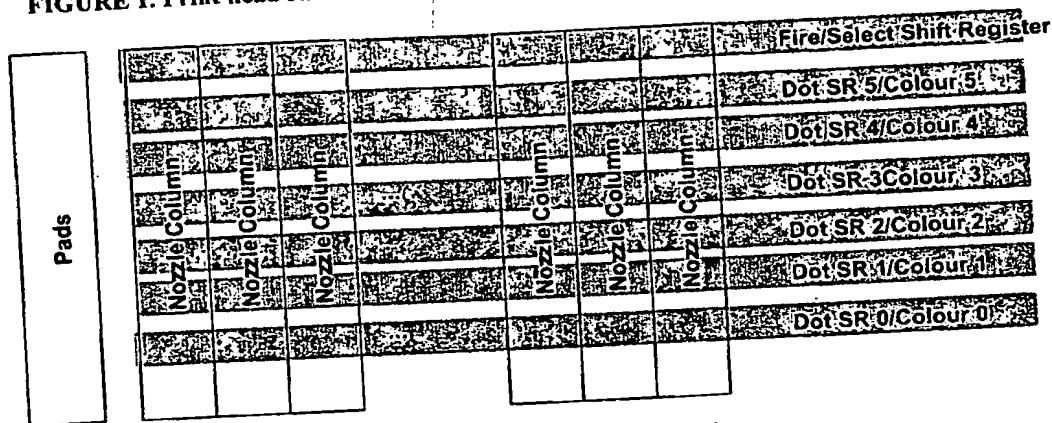 FIGURE 1. Print
Fire/Select Shift Register
Dot SR 5/Colour 5
Dot SR 4/Colour 4
Dot SR 3Colour 3
Dot SR 2/Colour 2
Dot SR 1/Colour 1
Dot SR 0/Colour 0
Pads
Nozzle Column
Nozzle Column
Nozzle Column
Nozzle Column
Nozzle Column
Nozzle Column